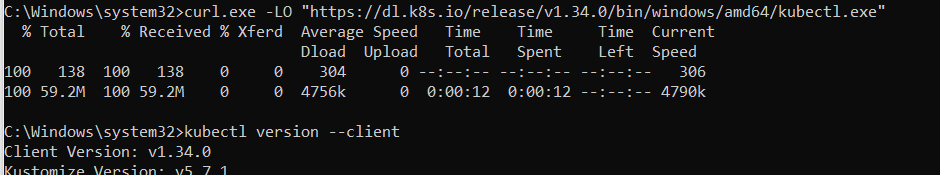 C:\Windows\system32>curl.exe -LO "https://dl.k8s.io/release/v1.34.0/bin/windows/amd64/kubectl.exe"
  % Total    % Received % Xferd  Average Speed   Time    Time     Time  Current
                                 Dload  Upload   Total   Spent    Left  Speed
100   138  100   138    0     0    304      0 --:--:-- --:--:-- --:--:--   306
100 59.2M  100 59.2M    0     0  4756k      0  0:00:12  0:00:12 --:--:-- 4790k
C:\Windows\system32>kubectl version --client
Client Version: v1.34.0
Kustomize Version: v5.7.1